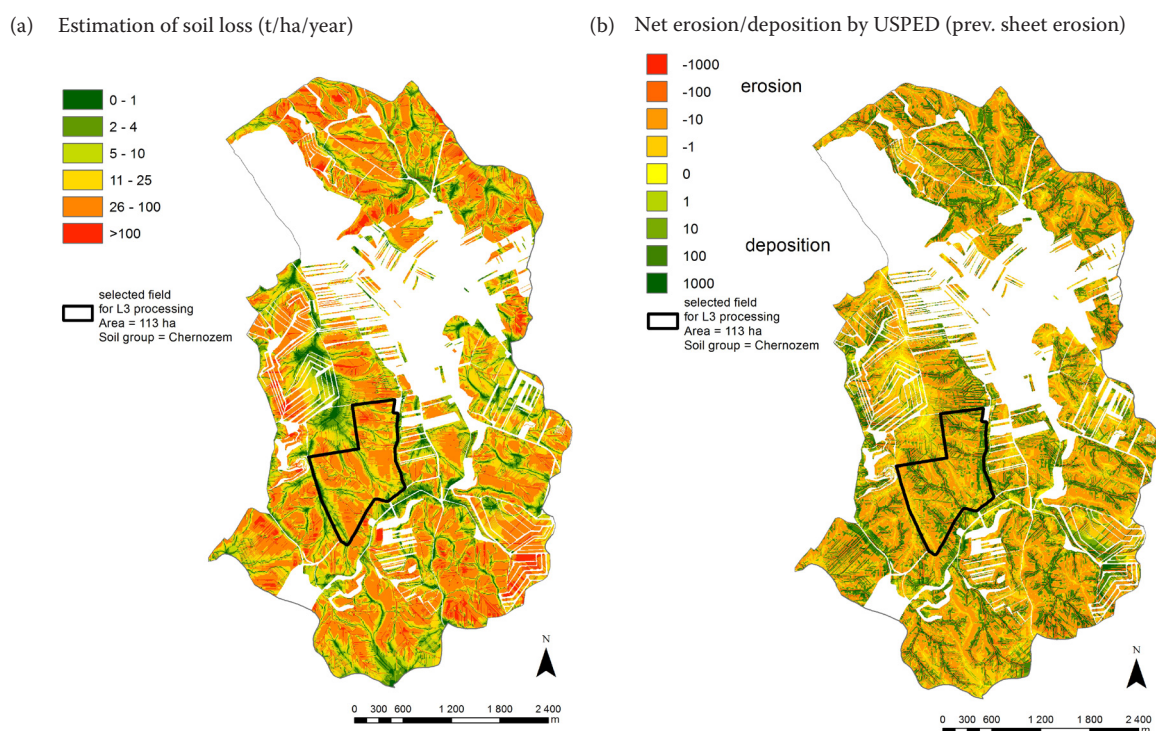 (a) Estimation of soil loss (t/ha/year)
0 - 1
2 - 4
5 - 10
11 - 25
26 - 100
>100
selected field
for L3 processing
Area = 113 ha
Soil group = Chernozem
N
0 300 600 1 200 1 800 2 400
m
(b) Net erosion/deposition by USPED (prev. sheet erosion)
-1000
erosion
-100
-10
-1
0
1
10
deposition
100
1000
selected field
for L3 processing
Area = 113 ha
Soil group = Chernozem
N
0 300 600 1 200 1 800 2 400
m